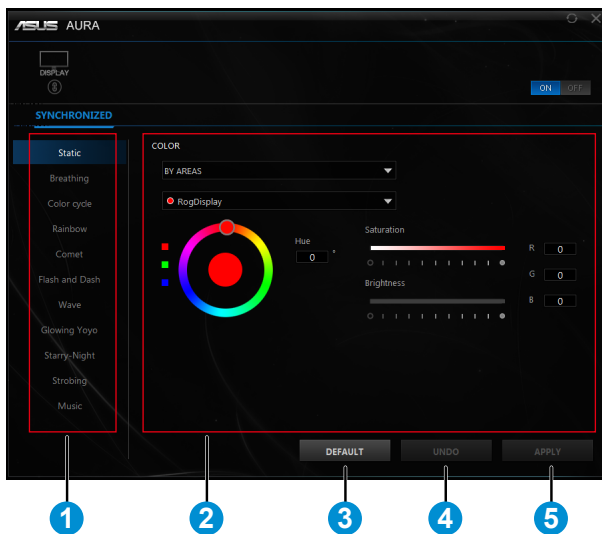 ASUS AURA
DISPLAY
ON OFF
SYNCHRONIZED
Static
Breathing
Color cycle
Rainbow
Comet
Flash and Dash
Wave
Glowing Yoyo
Starry-Night
Strobing
Music
COLOR
BY AREAS
RogDisplay
Hue
0 °
Saturation
Brightness
R 0
G 0
B 0
DEFAULT UNDO APPLY
1 2 3 4 5